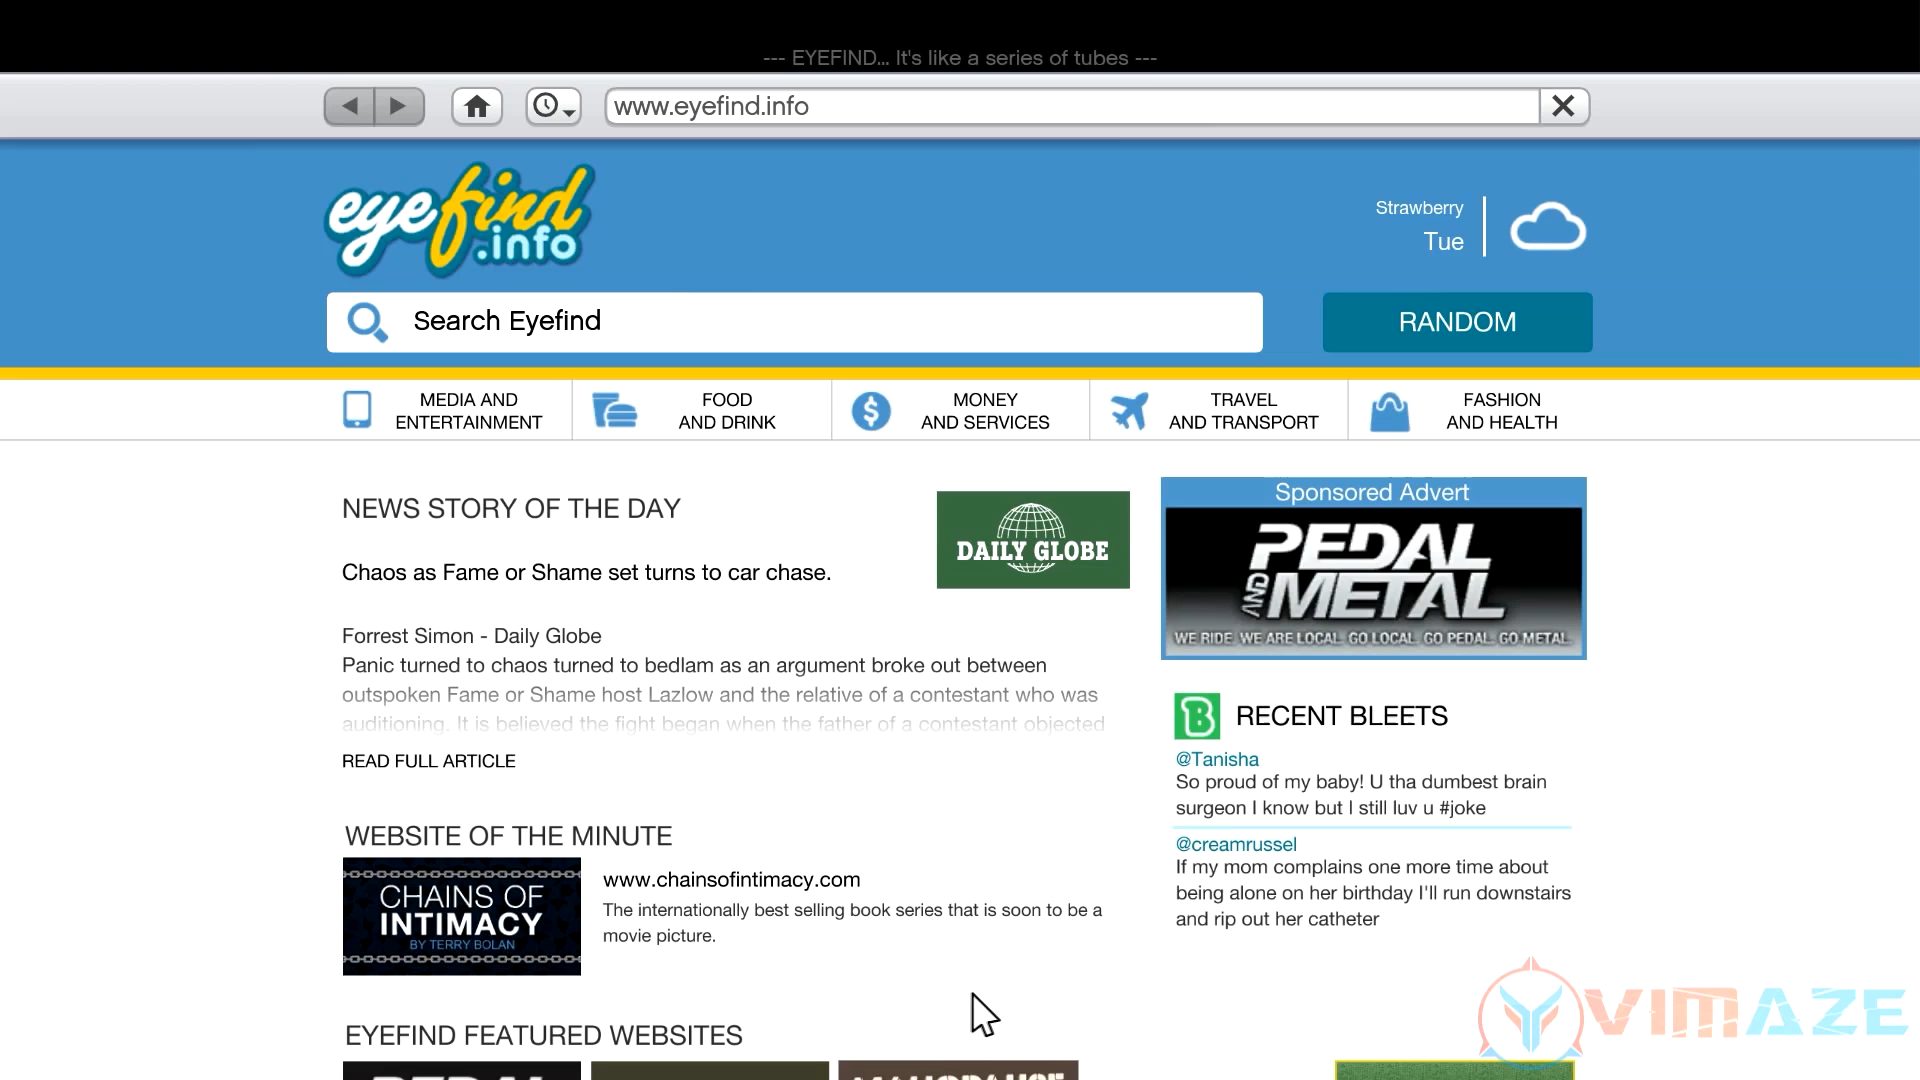 --- EYEFIND... It's like a series of tubes ---
www.eyefind.info
eyefind
.info
Strawberry
Tue
Search Eyefind
RANDOM
MEDIA AND
ENTERTAINMENT
FOOD
AND DRINK
MONEY
AND SERVICES
TRAVEL
AND TRANSPORT
FASHION
AND HEALTH
NEWS STORY OF THE DAY
DAILY GLOBE
Chaos as Fame or Shame set turns to car chase.
Forrest Simon - Daily Globe
Panic turned to chaos turned to bedlam as an argument broke out between
outspoken Fame or Shame host Lazlow and the relative of a contestant who was
auditioning. It is believed the fight began when the father of a contestant objected
READ FULL ARTICLE
WEBSITE OF THE MINUTE
CHAINS OF
INTIMACY
BY TERRY BOLAN
www.chainsofintimacy.com
The internationally best selling book series that is soon to be a
movie picture.
EYEFIND FEATURED WEBSITES
PEDAL
Sponsored Advert
PEDAL
AND METAL
WE RIDE WE ARE LOCAL GO LOCAL GO PEDAL GO METAL
B RECENT BLEETS
@Tanisha
So proud of my baby! U tha dumbest brain
surgeon I know but I still luv u #joke
@creamrussel
If my mom complains one more time about
being alone on her birthday I'll run downstairs
and rip out her catheter
VIMAZE